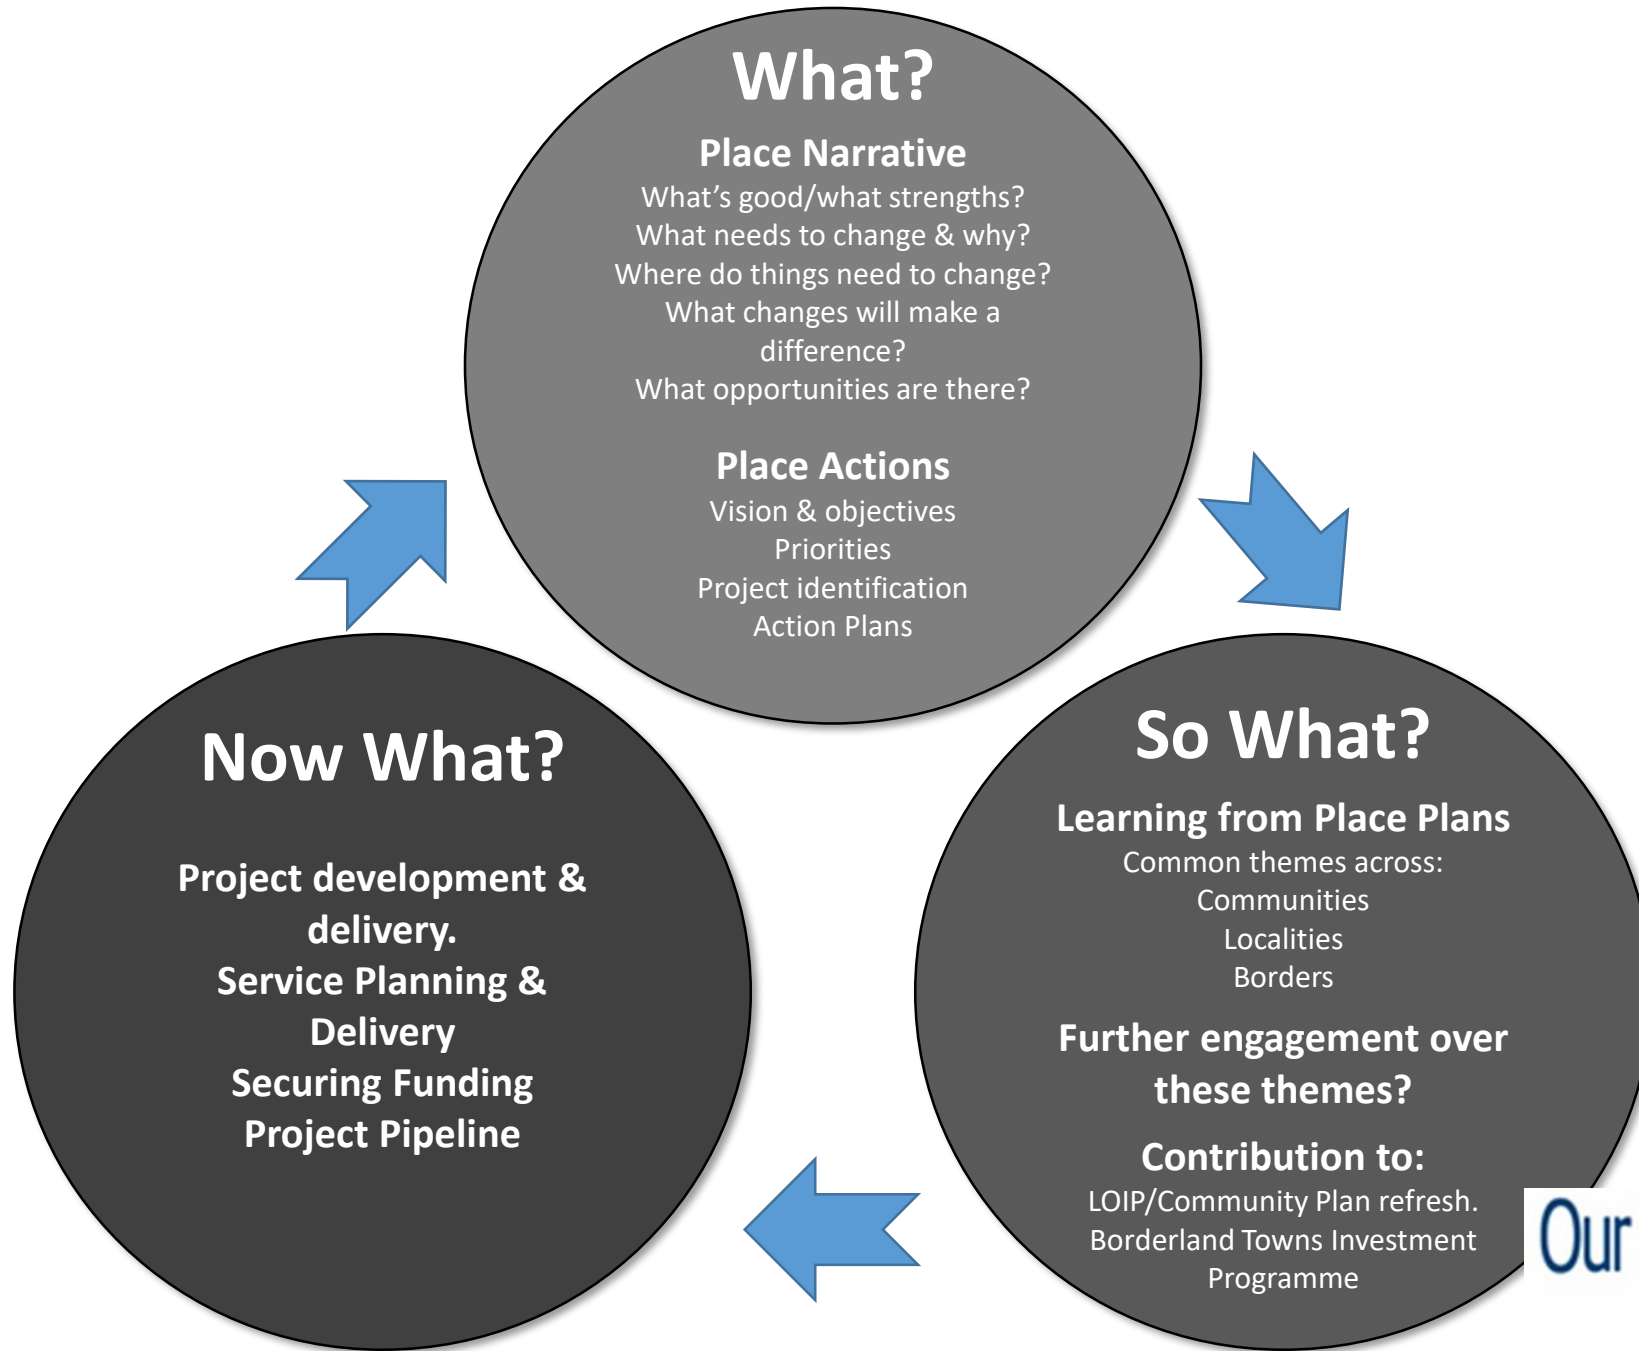 What?
Place Narrative
What’s good/what strengths?
What needs to change & why?
Where do things need to change?
What changes will make a
difference?
What opportunities are there?
Place Actions
Vision & objectives
Priorities
Project identification
Action Plans
So What?
Learning from Place Plans
Common themes across:
Communities
Localities
Borders
Further engagement over
these themes?
Contribution to:
LOIP/Community Plan refresh.
Borderland Towns Investment
Programme
Now What?
Project development &
delivery.
Service Planning &
Delivery
Securing Funding
Project Pipeline
Our